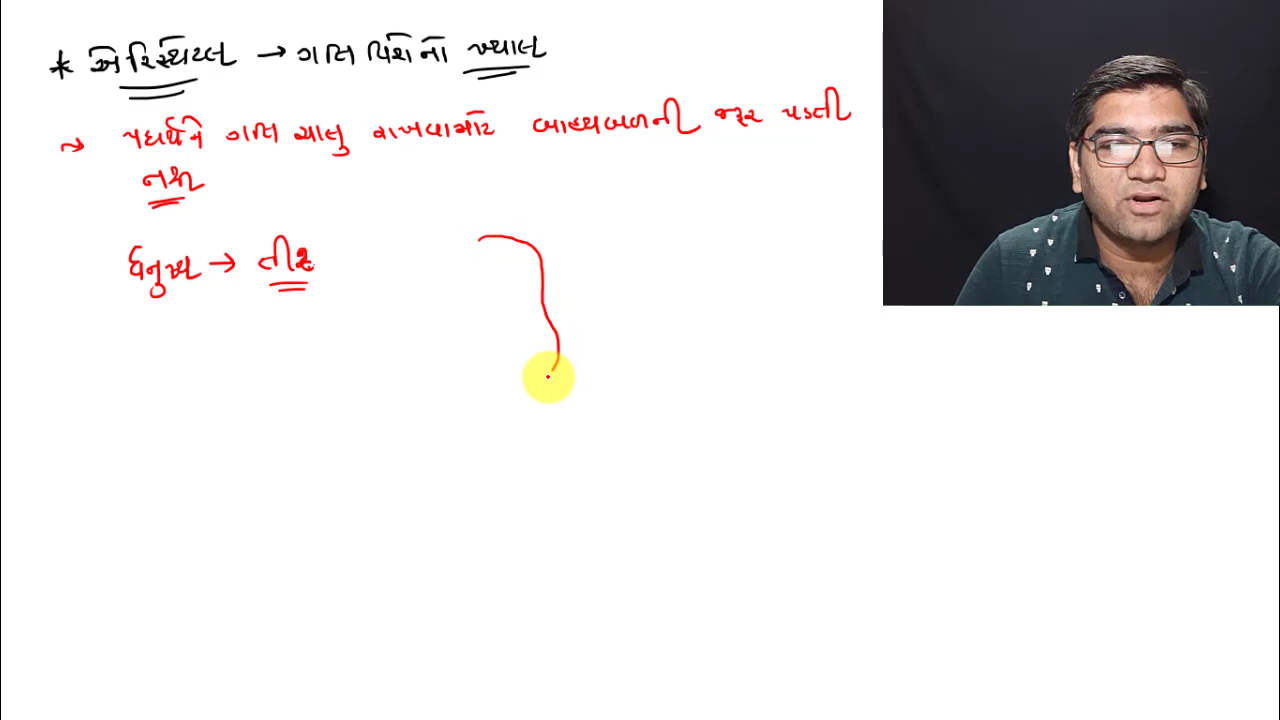 * એરિસ્ટોટલ → ગતિ વિશેનો ખ્યાલ
→ પદાર્થને ગતિ ચાલુ રાખવામાટે બાહ્યબળની જરૂર પડતી
નથી
ધનુષ્ય → તીર